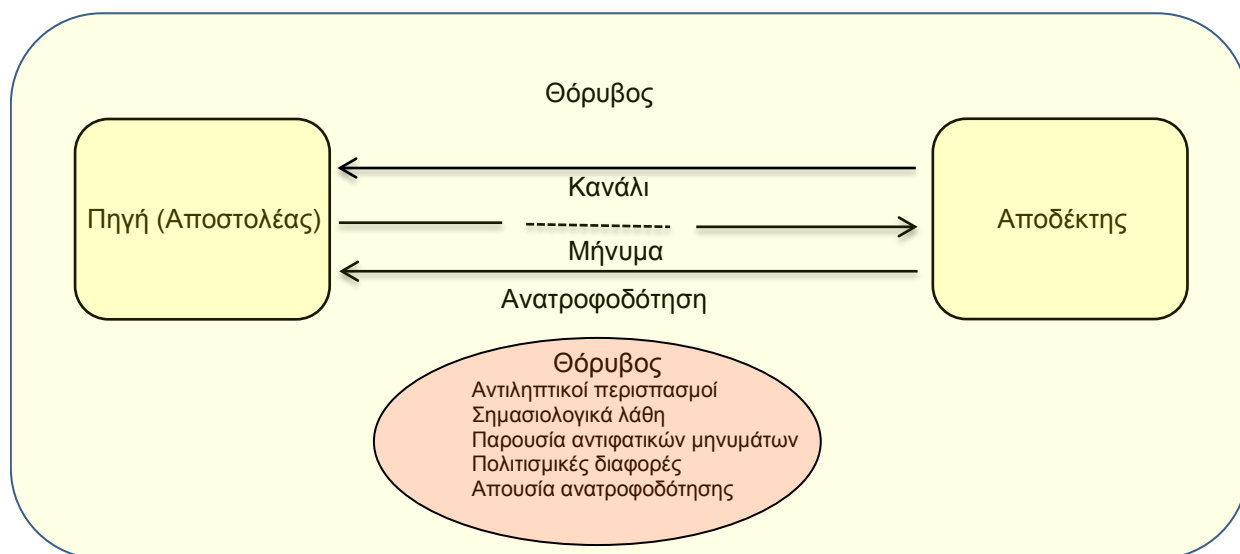 Θόρυβος
Κανάλι
Πηγή (Αποστολέας)
Αποδέκτης
Μήνυμα
Ανατροφοδότηση
Θόρυβος
Αντιληπτικοί περισπασμοί
Σημασιολογικά λάθη
Παρουσία αντιφατικών μηνυμάτων
Πολιτισμικές διαφορές
Απουσία ανατροφοδότησης